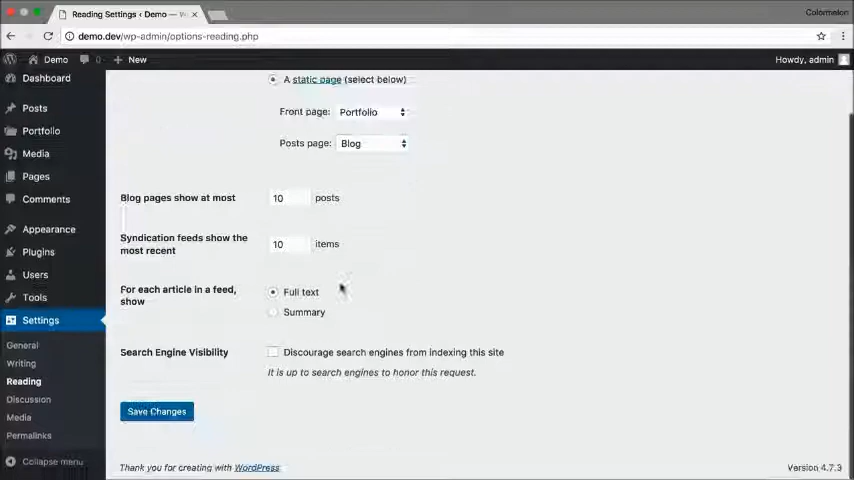 Reading Settings ‹ Demo — Wor
Colormelon
demo.dev/wp-admin/options-reading.php
Demo
0
New
Howdy, admin
Dashboard
Posts
Portfolio
Media
Pages
Comments
Appearance
Plugins
Users
Tools
Settings
General
Writing
Reading
Discussion
Media
Permalinks
Collapse menu
A static page (select below)
Front page: Portfolio
Posts page: Blog
Blog pages show at most 10 posts
Syndication feeds show the
most recent
10 items
For each article in a feed,
show
Full text
Summary
Search Engine Visibility
Discourage search engines from indexing this site
It is up to search engines to honor this request.
Save Changes
Thank you for creating with WordPress
Version 4.7.3